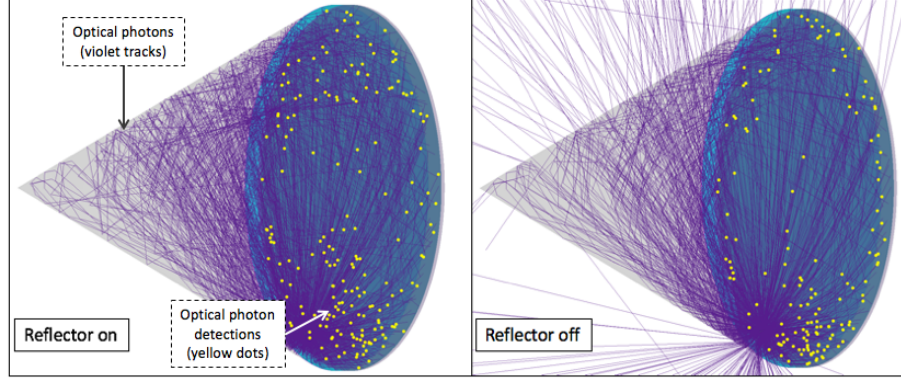 Optical photons
(violet tracks)
Optical photon
detections
(yellow dots)
Reflector on
Reflector off